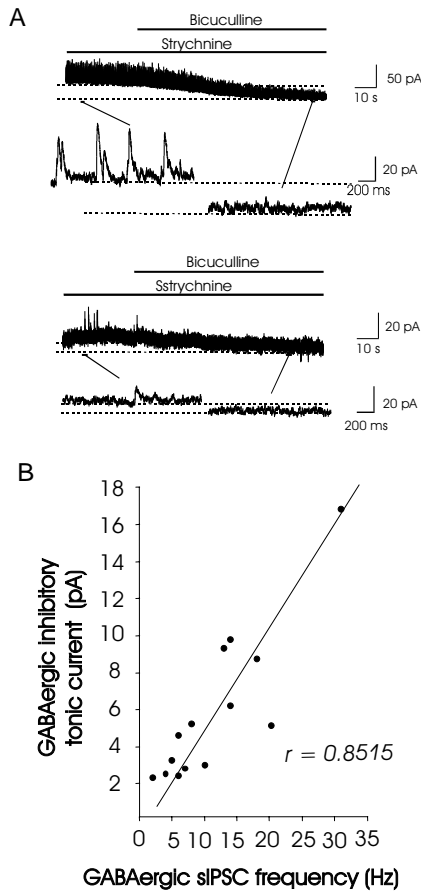 A
Bicuculline
Strychnine
50 pA
10 s
20 pA
200 ms
Bicuculline
Sstrychnine
20 pA
10 s
20 pA
200 ms
B
18
16
14
12
10
8
6
4
2
GABAergic inhibitory
tonic current (pA)
r = 0.8515
0 5 10 15 20 25 30 35
GABAergic sIPSC frequency (Hz)